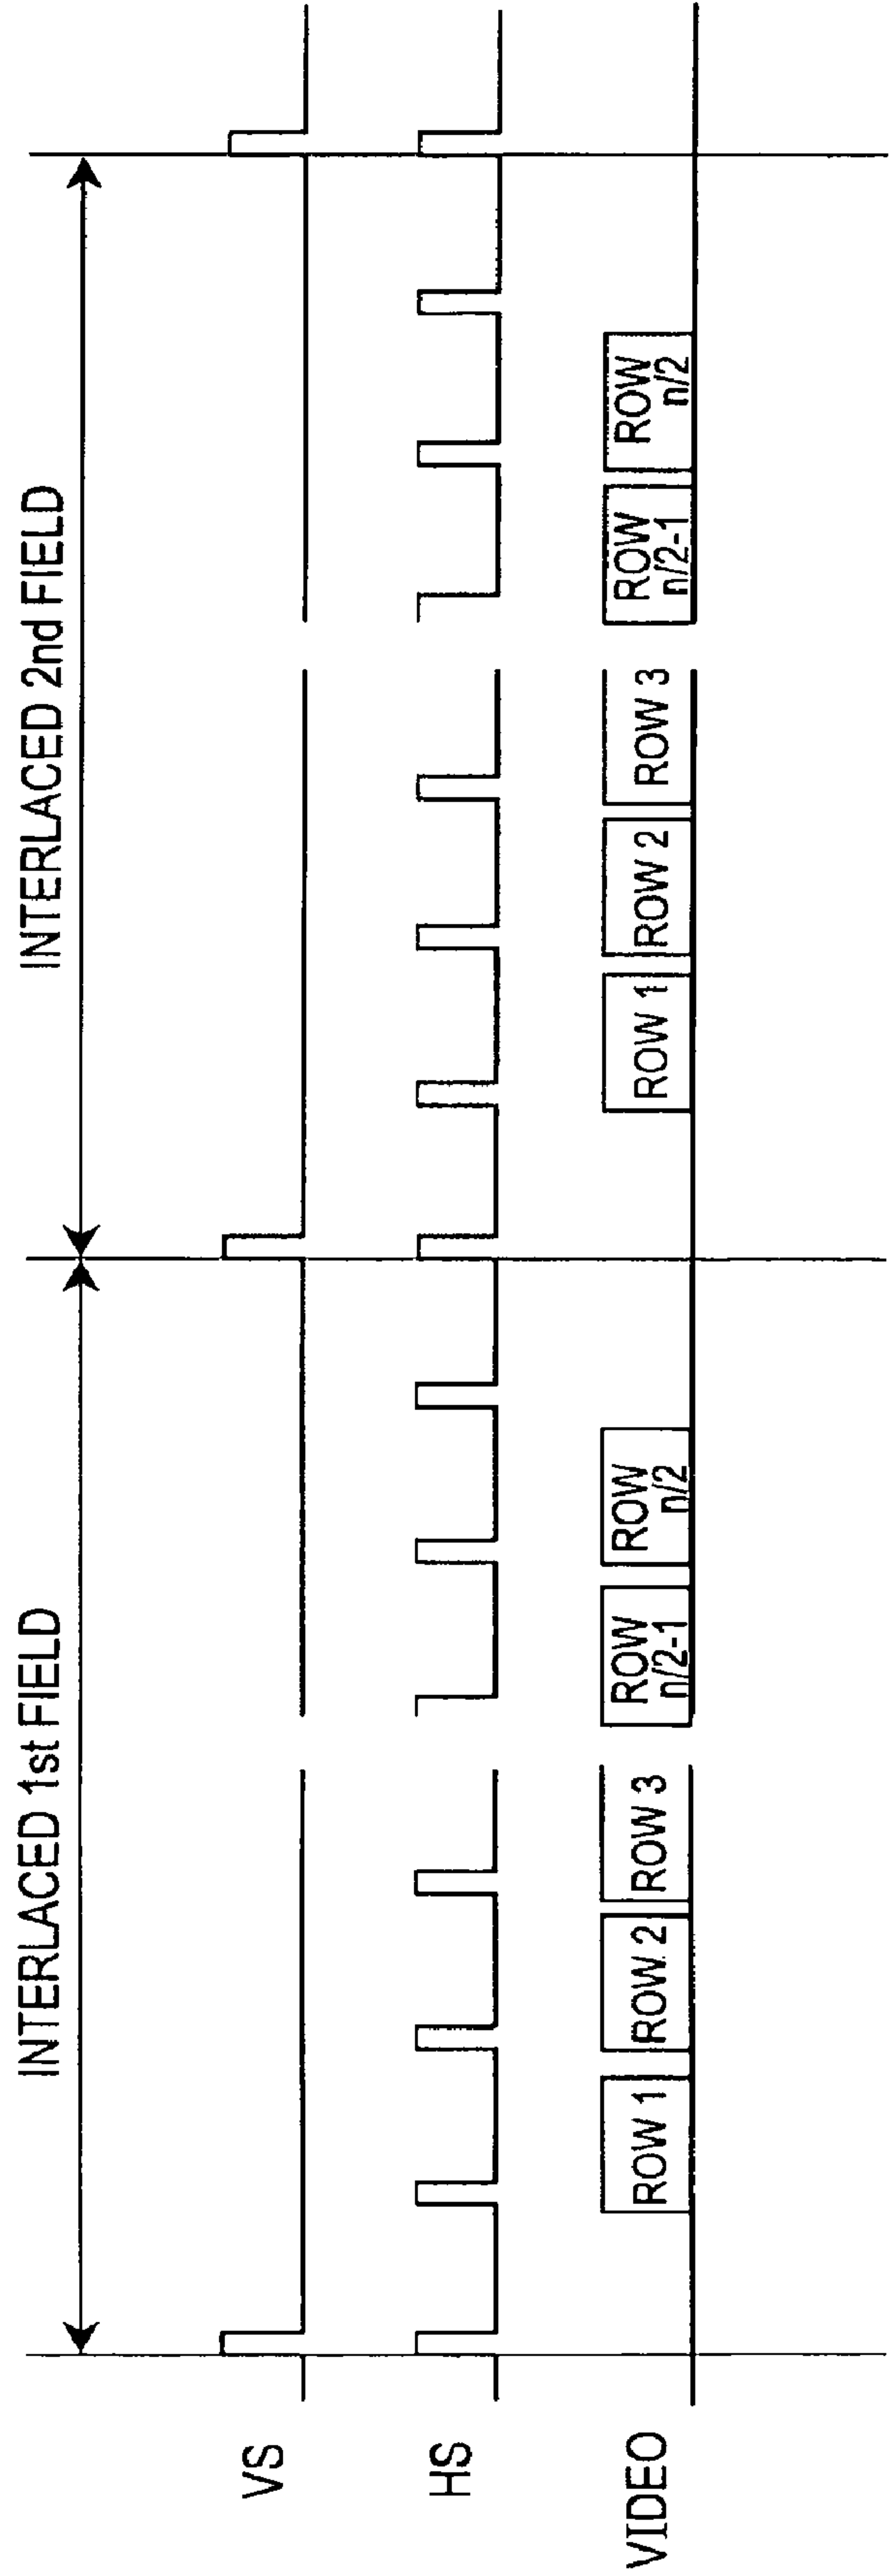 INTERLACED 1st FIELD
INTERLACED 2nd FIELD
VS
HS
VIDEO
ROW 1
ROW 2
ROW 3
ROW
n/2-1
ROW
n/2
ROW 1
ROW 2
ROW 3
ROW
n/2-1
ROW
n/2